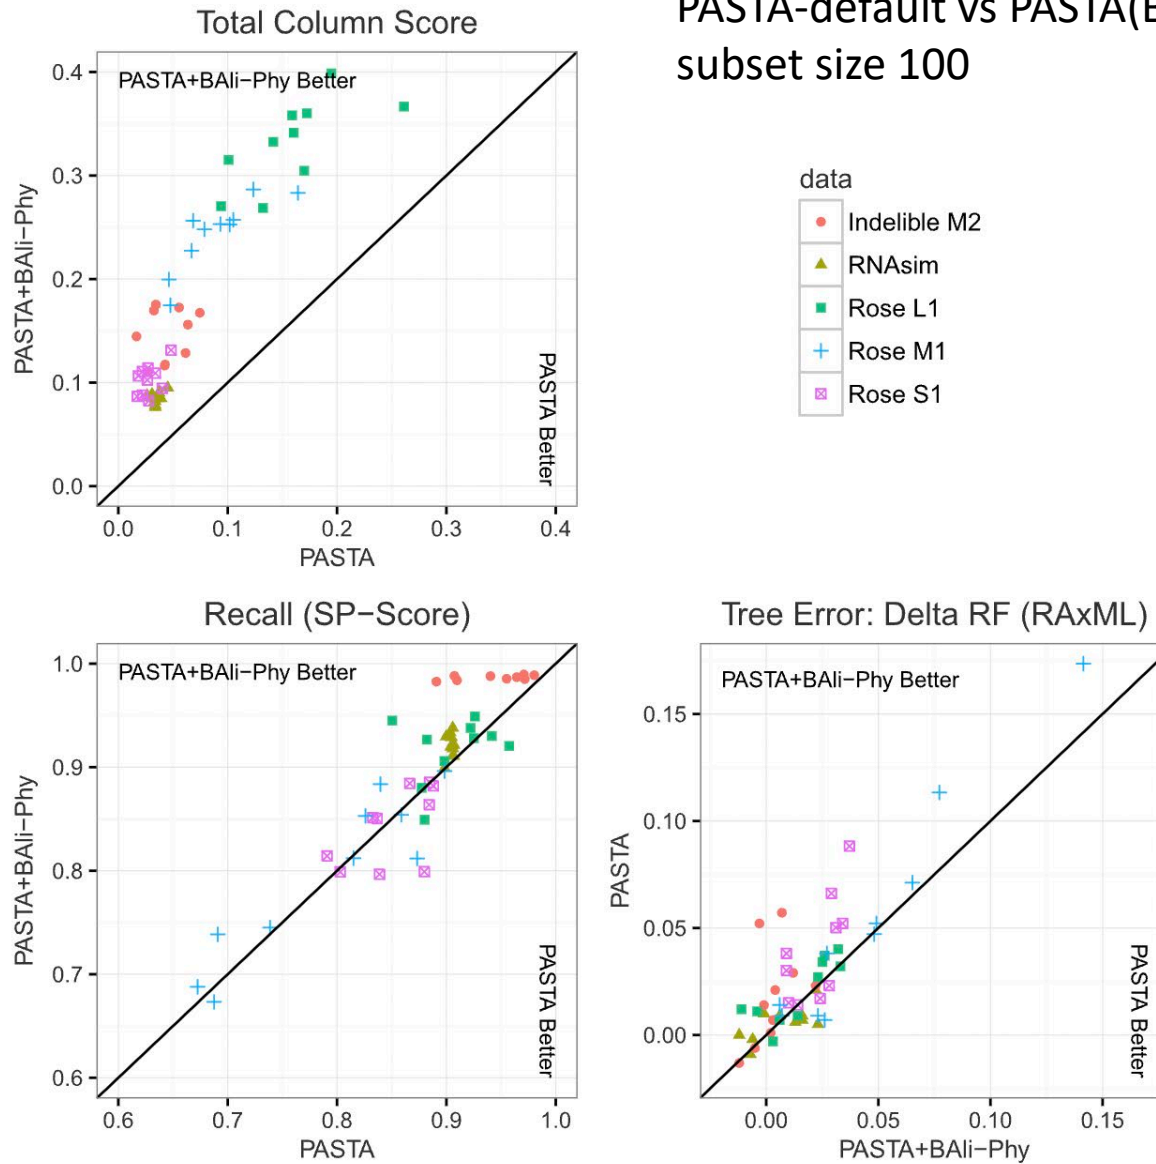 PASTA-default vs PASTA(
subset size 100
Total Column Score
PASTA+BAli−Phy Better
PASTA Better
PASTA+BAli−Phy
0.4
0.3
0.2
0.1
0.0
0.0 0.1 0.2 0.3 0.4
PASTA
data
Indelible M2
RNAsim
Rose L1
Rose M1
Rose S1
Recall (SP−Score)
PASTA+BAli−Phy Better
PASTA Better
PASTA+BAli−Phy
1.0
0.9
0.8
0.7
0.6
0.6 0.7 0.8 0.9 1.0
PASTA
Tree Error: Delta RF (RAxML)
PASTA+BAli−Phy Better
PASTA Better
PASTA
0.15
0.10
0.05
0.00
0.00 0.05 0.10 0.15
PASTA+BAli−Phy